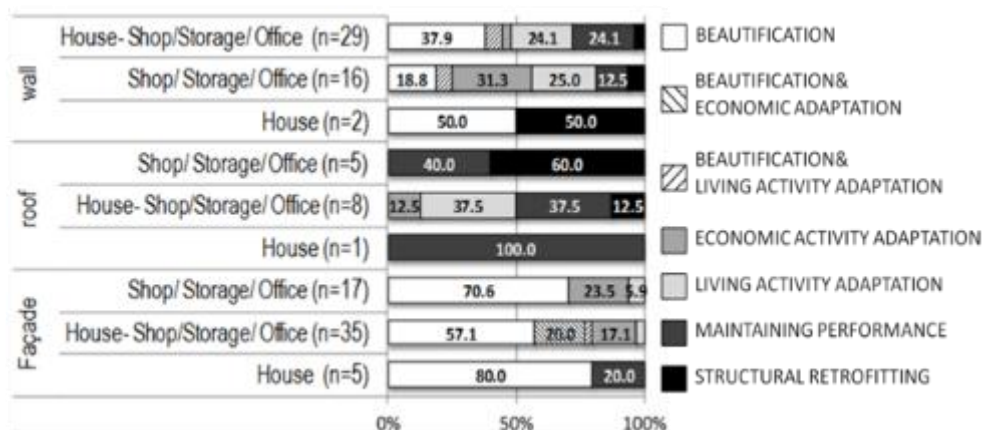 wall
House- Shop/Storage/ Office (n=29)
37.9 24.1 24.1
Shop/Storage/ Office (n=16)
18.8 31.3 25.0 12.5
House (n=2)
50.0 50.0
roof
Shop/ Storage/ Office (n=5)
40.0 60.0
House- Shop/Storage/ Office (n=8)
12.5 37.5 37.5 12.5
House (n=1)
100.0
Façade
Shop/ Storage/ Office (n=17)
70.6 23.5 5.9
House- Shop/Storage/ Office (n=35)
57.1 20.0 17.1
House (n=5)
80.0 20.0
0% 50% 100%
BEAUTIFICATION
BEAUTIFICATION&
ECONOMIC ADAPTATION
BEAUTIFICATION&
LIVING ACTIVITY ADAPTATION
ECONOMIC ACTIVITY ADAPTATION
LIVING ACTIVITY ADAPTATION
MAINTAINING PERFORMANCE
STRUCTURAL RETROFITTING